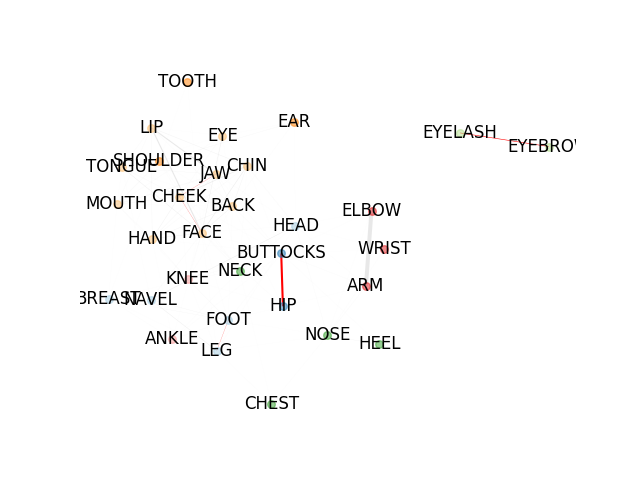 TOOTH
LIP
EAR
EYE
EYELASH
EYEBROW
SHOULDER
TONGUE
JAW
CHIN
CHEEK
MOUTH
BACK
ELBOW
HEAD
FACE
HAND
WRIST
BUTTOCKS
NECK
KNEE
ARM
BREAST
NAVEL
HIP
FOOT
NOSE
ANKLE
HEEL
LEG
CHEST